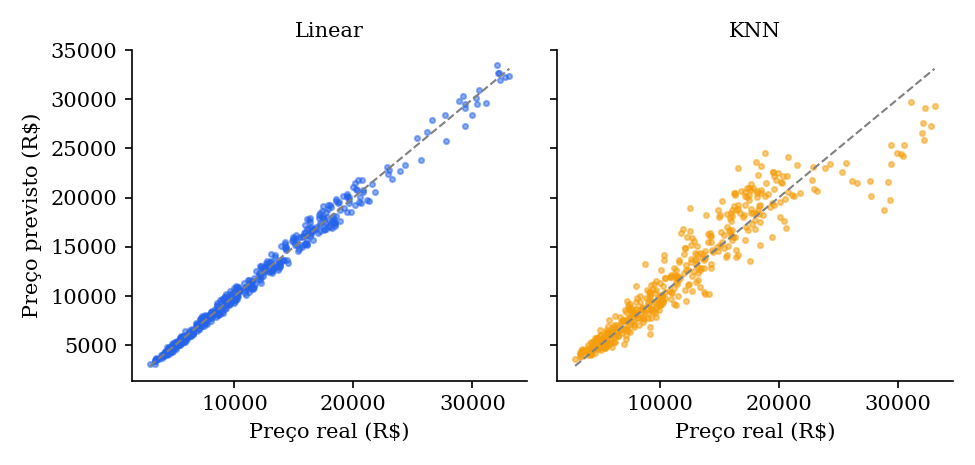 Linear
KNN
35000
30000
25000
20000
15000
10000
5000
Preço previsto (R$)
10000 20000 30000
10000 20000 30000
Preço real (R$)
Preço real (R$)